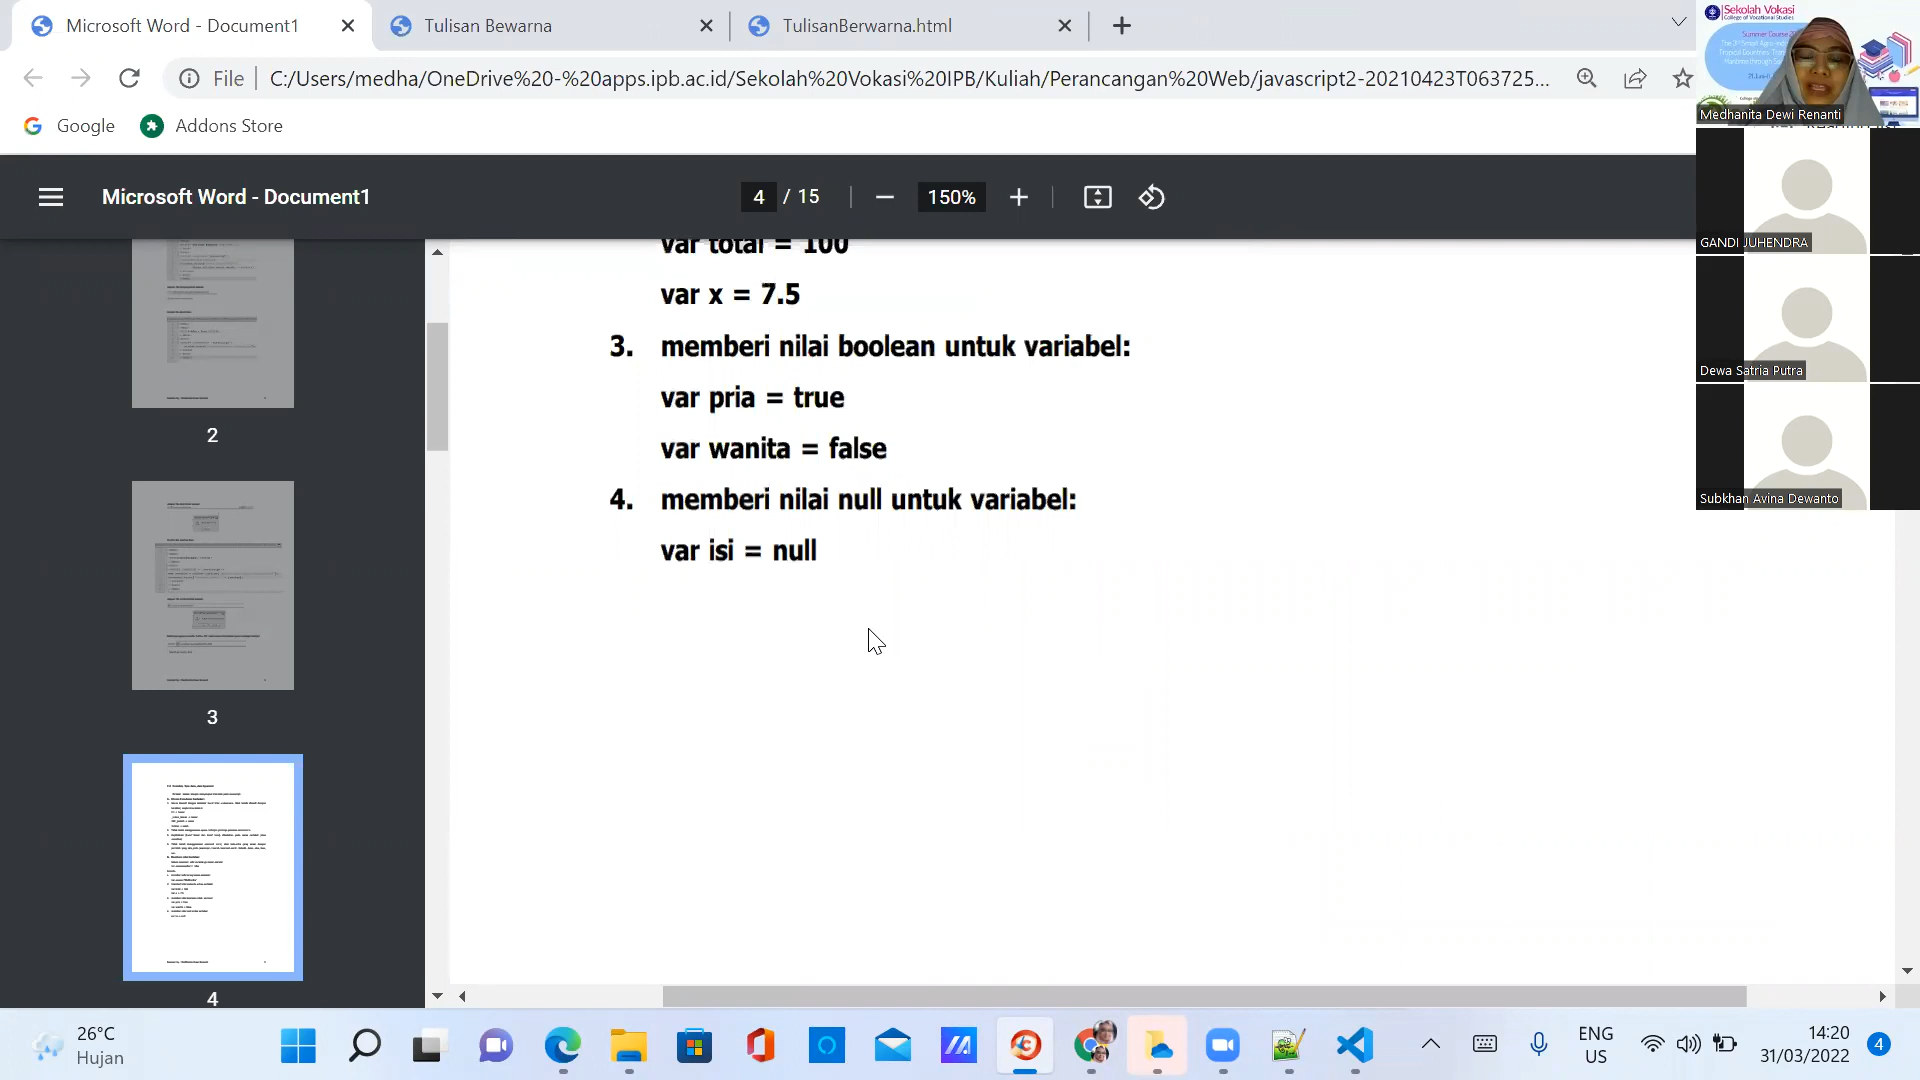 Microsoft Word - Document1
Tulisan Bewarna
TulisanBerwarna.html
File
C:/Users/medha/OneDrive%20-%20apps.ipb.ac.id/Sekolah%20Vokasi%20IPB/Kuliah/Perancangan%20Web/javascript2-20210423T063725...
Google
Addons Store
Microsoft Word - Document1
4 / 15
150%
2
3
4
var total = 100
var x = 7.5
3. memberi nilai boolean untuk variabel:
var pria = true
var wanita = false
4. memberi nilai null untuk variabel:
var isi = null
Sekolah Vokasi
College of Vocational Studies
Medhanita Dewi Renanti
GANDI JUHENDRA
Dewa Satria Putra
Subkhan Avina Dewanto
26°C
Hujan
ENG
US
14:20
31/03/2022
4